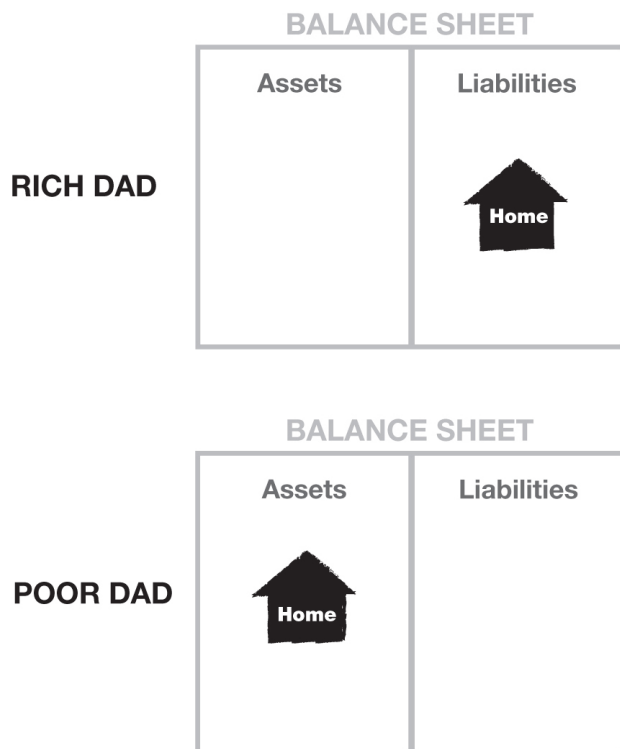 BALANCE SHEET
Assets Liabilities
RICH DAD
Home
BALANCE SHEET
Assets Liabilities
POOR DAD
Home